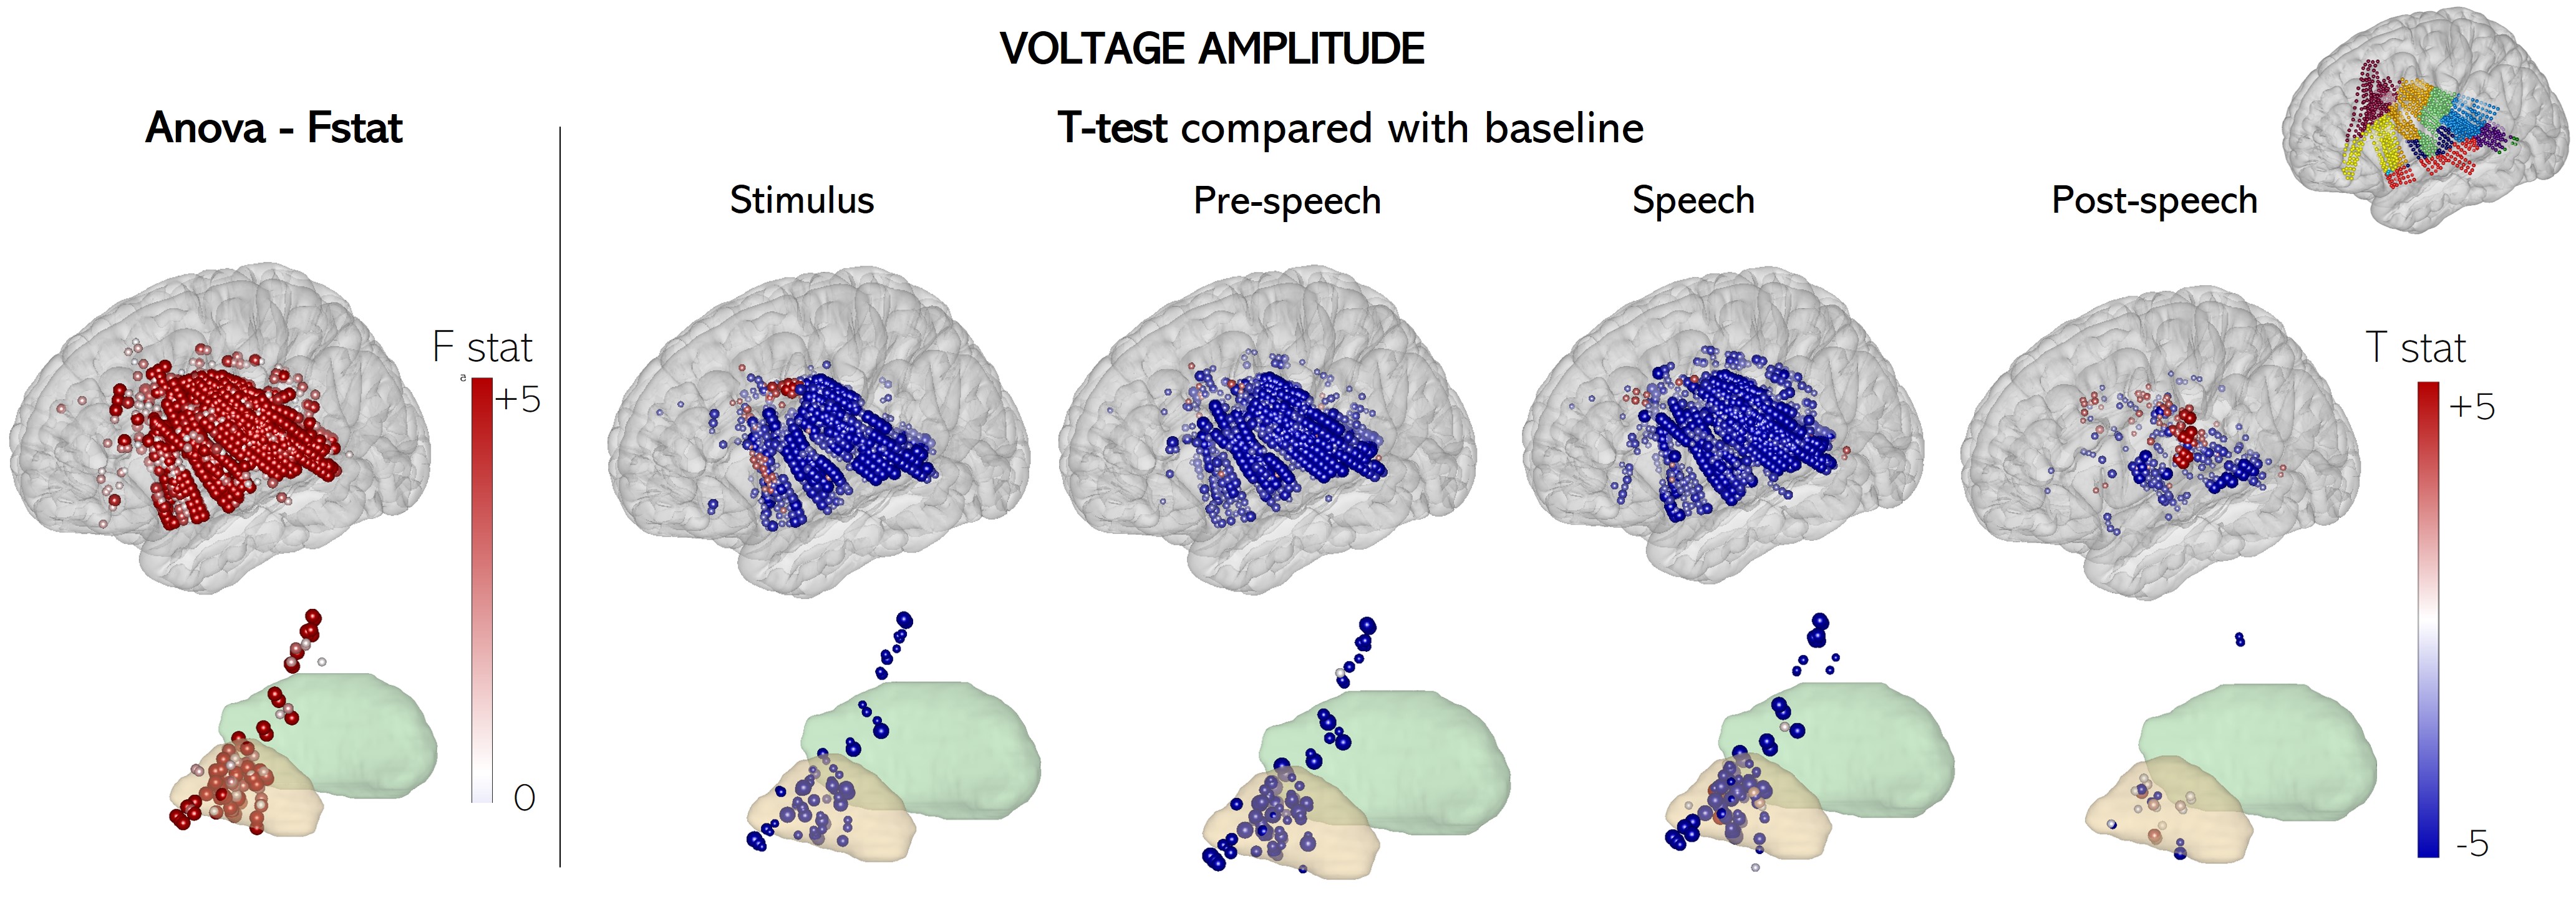 VOLTAGE AMPLITUDE
Anova - Fstat
T-test compared with baseline
Stimulus
Pre-speech
Speech
Post-speech
F stat
a
+5
0
T stat
+5
-5